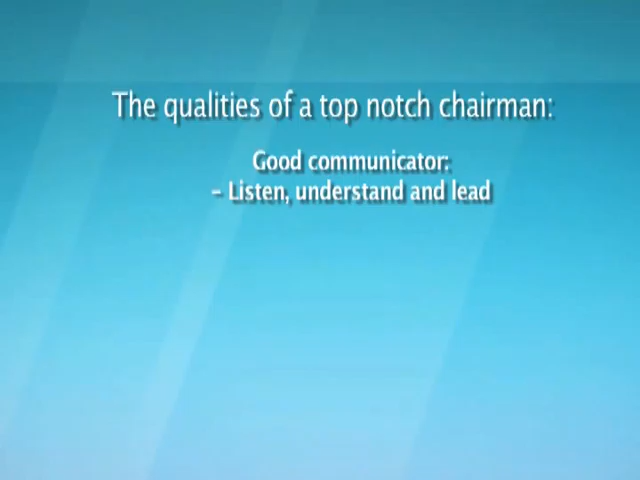 The qualities of a top notch chairman:
Good communicator:
– Listen, understand and lead